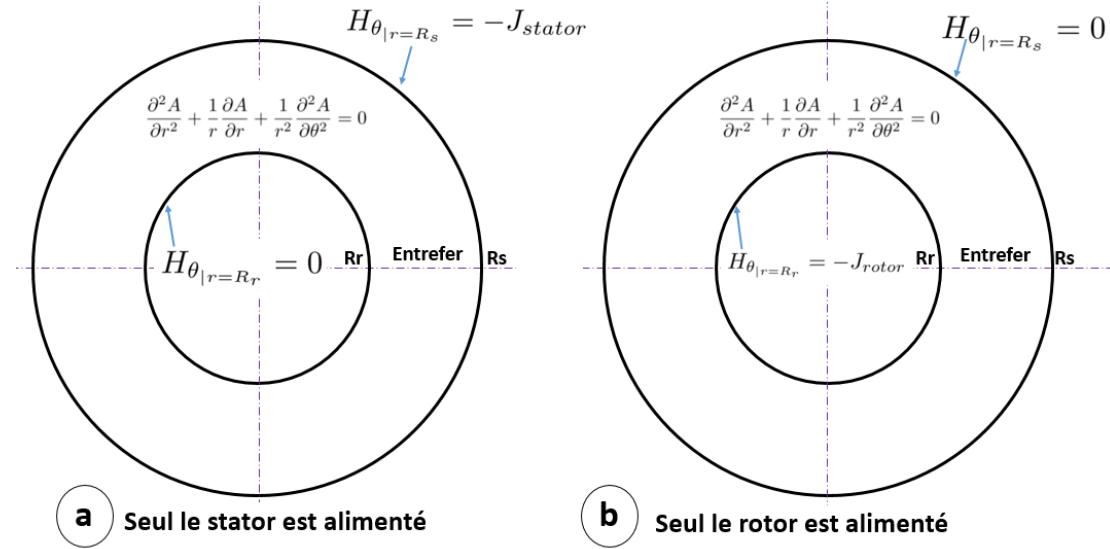 H_{θ|r=R_s} = −J_{stator}
∂²A/∂r² + 1/r ∂A/∂r + 1/r² ∂²A/∂θ² = 0
H_{θ|r=R_r} = 0
Rr
Entrefer
Rs
a
Seul le stator est alimenté
H_{θ|r=R_s} = 0
∂²A/∂r² + 1/r ∂A/∂r + 1/r² ∂²A/∂θ² = 0
H_{θ|r=R_r} = −J_{rotor}
Rr
Entrefer
Rs
b
Seul le rotor est alimenté